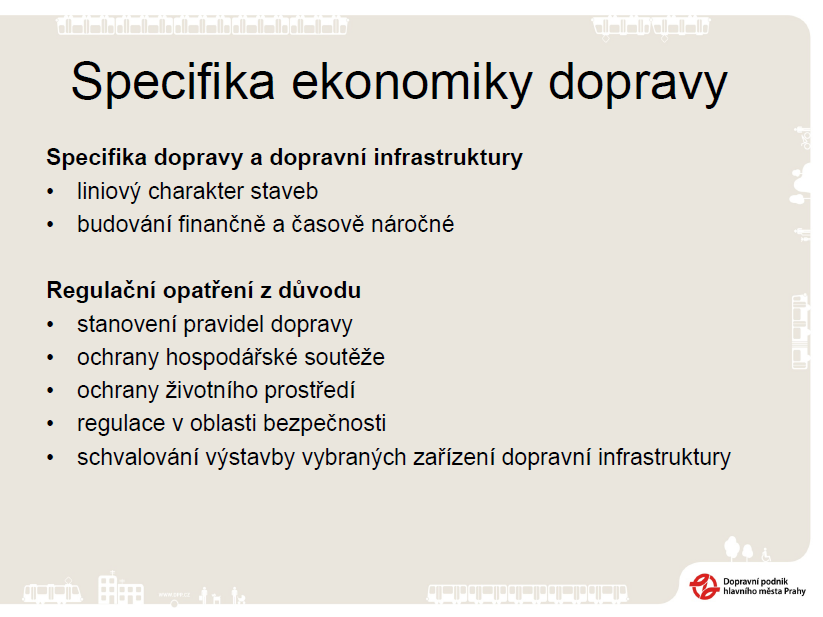 Specifika ekonomiky dopravy
Specifika dopravy a dopravní infrastruktury
• liniový charakter staveb
• budování finančně a časově náročné
Regulační opatření z důvodu
• stanovení pravidel dopravy
• ochrany hospodářské soutěže
• ochrany životního prostředí
• regulace v oblasti bezpečnosti
• schvalování výstavby vybraných zařízení dopravní infrastruktury
Dopravní podnik
hlavního města Prahy